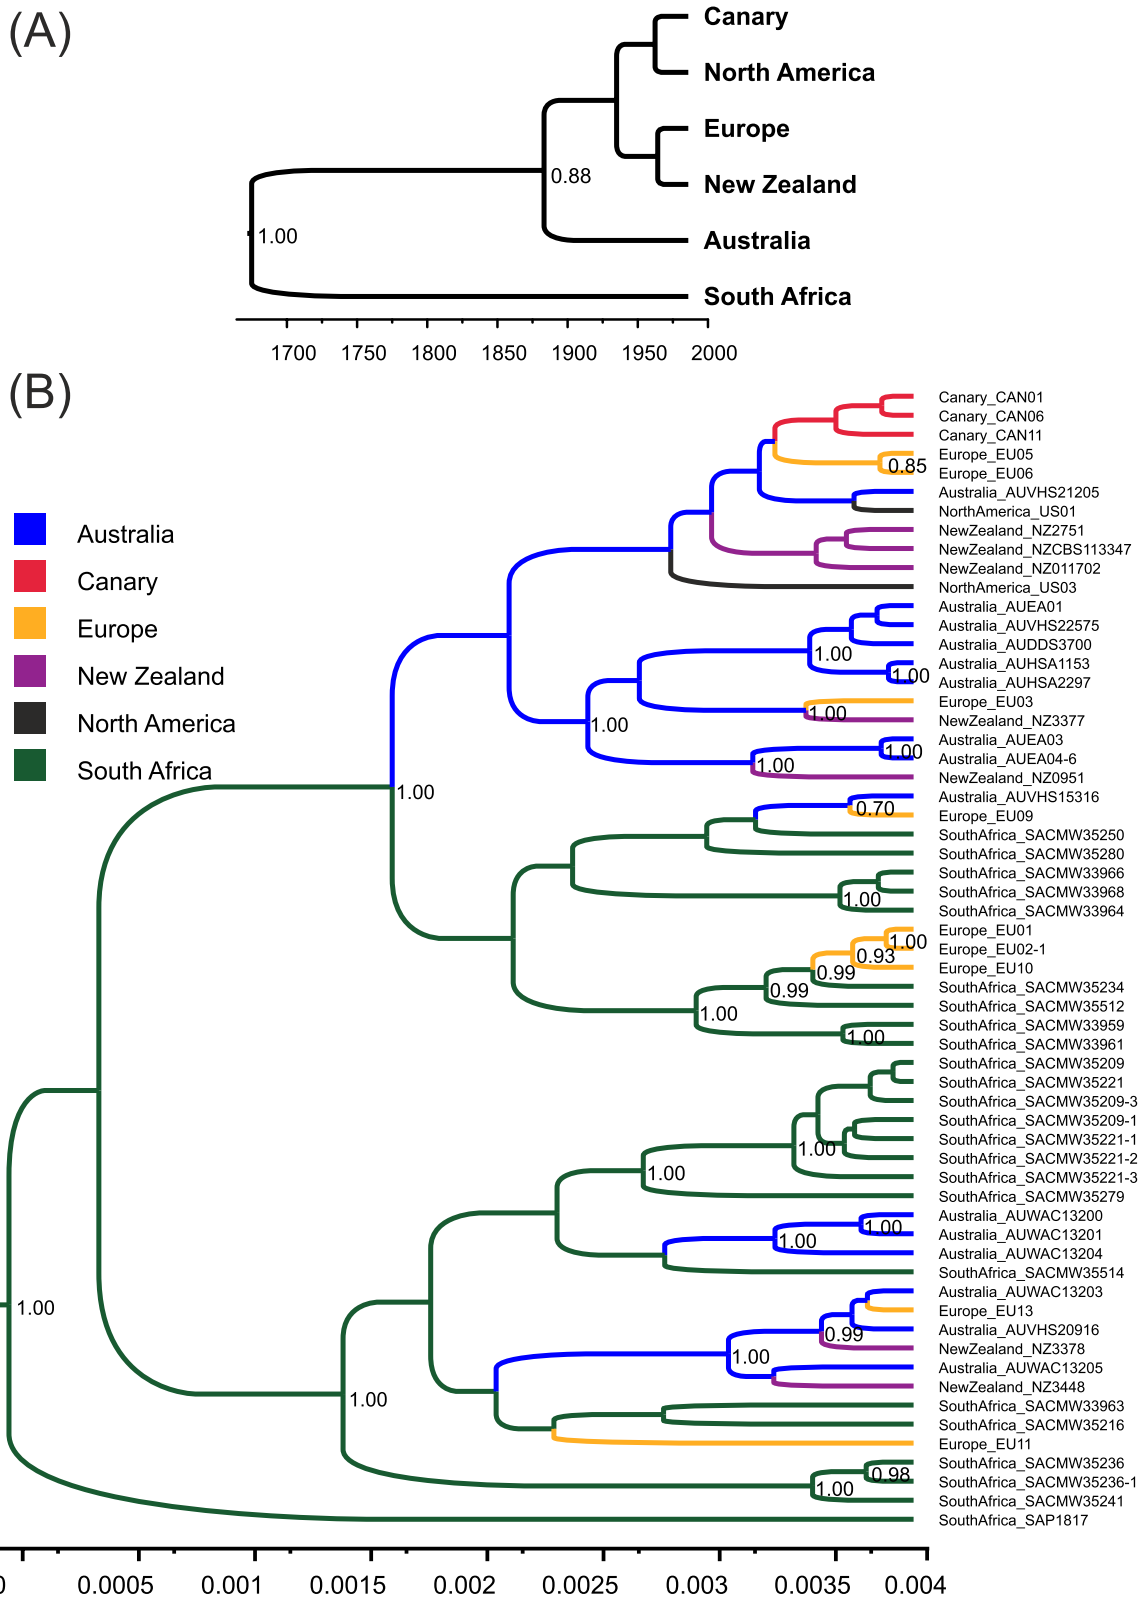 (A)
Canary
North America
Europe
New Zealand
0.88
Australia
1.00
South Africa
1700 1750 1800 1850 1900 1950 2000
(B)
Australia
Canary
Europe
New Zealand
North America
South Africa
Canary_CAN01
Canary_CAN06
Canary_CAN11
Europe_EU05
0.85
Europe_EU06
Australia_AUVHS21205
NorthAmerica_US01
NewZealand_NZ2751
NewZealand_NZCBS113347
NewZealand_NZ011702
NorthAmerica_US03
Australia_AUEA01
Australia_AUVHS22575
Australia_AUDDS3700
1.00
Australia_AUHSA1153
1.00
Australia_AUHSA2297
Europe_EU03
1.00
NewZealand_NZ3377
1.00
Australia_AUEA03
1.00
Australia_AUEA04-6
1.00
NewZealand_NZ0951
1.00
Australia_AUVHS15316
0.70
Europe_EU09
SouthAfrica_SACMW35250
SouthAfrica_SACMW35280
SouthAfrica_SACMW33966
SouthAfrica_SACMW33968
1.00
SouthAfrica_SACMW33964
Europe_EU01
1.00
Europe_EU02-1
0.93
Europe_EU10
0.99
SouthAfrica_SACMW35234
0.99
SouthAfrica_SACMW35512
1.00
SouthAfrica_SACMW33959
1.00
SouthAfrica_SACMW33961
SouthAfrica_SACMW35209
SouthAfrica_SACMW35221
SouthAfrica_SACMW35209-3
SouthAfrica_SACMW35209-1
SouthAfrica_SACMW35221-1
1.00
SouthAfrica_SACMW35221-2
1.00
SouthAfrica_SACMW35221-3
SouthAfrica_SACMW35279
Australia_AUWAC13200
1.00
Australia_AUWAC13201
1.00
Australia_AUWAC13204
SouthAfrica_SACMW35514
Australia_AUWAC13203
1.00
Europe_EU13
Australia_AUVHS20916
0.99
NewZealand_NZ3378
1.00
Australia_AUWAC13205
NewZealand_NZ3448
1.00
SouthAfrica_SACMW33963
SouthAfrica_SACMW35216
Europe_EU11
SouthAfrica_SACMW35236
0.98
SouthAfrica_SACMW35236-1
1.00
SouthAfrica_SACMW35241
SouthAfrica_SAP1817
0 0.0005 0.001 0.0015 0.002 0.0025 0.003 0.0035 0.004